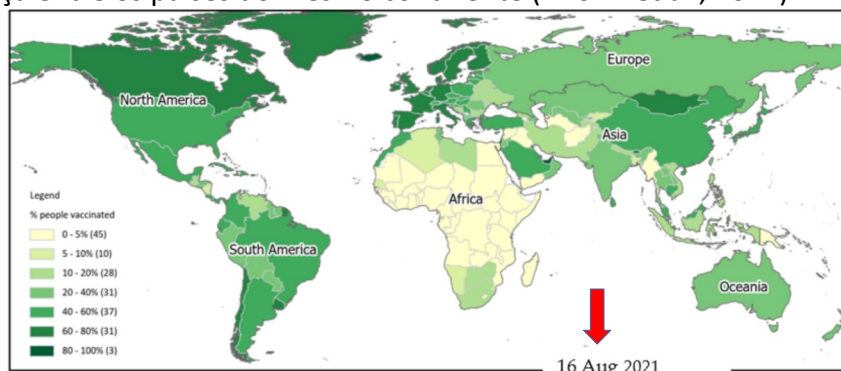 North America
Europe
Asia
Africa
South America
Oceania
Legend
% people vaccinated
0 - 5% (45)
5 - 10% (10)
10 - 20% (28)
20 - 40% (31)
40 - 60% (37)
60 - 80% (31)
80 - 100% (3)
16 Aug 2021